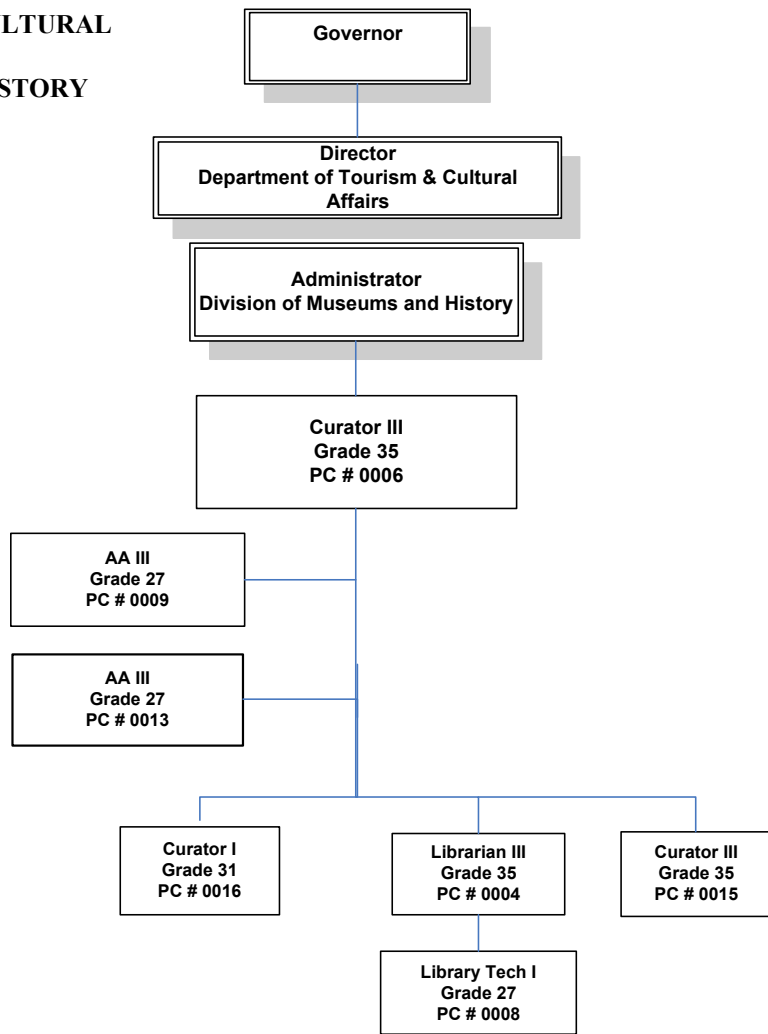 Governor
Director
Department of Tourism & Cultural
Affairs
Administrator
Division of Museums and History
Curator III
Grade 35
PC # 0006
AA III
Grade 27
PC # 0009
AA III
Grade 27
PC # 0013
Curator I
Grade 31
PC # 0016
Librarian III
Grade 35
PC # 0004
Curator III
Grade 35
PC # 0015
Library Tech I
Grade 27
PC # 0008